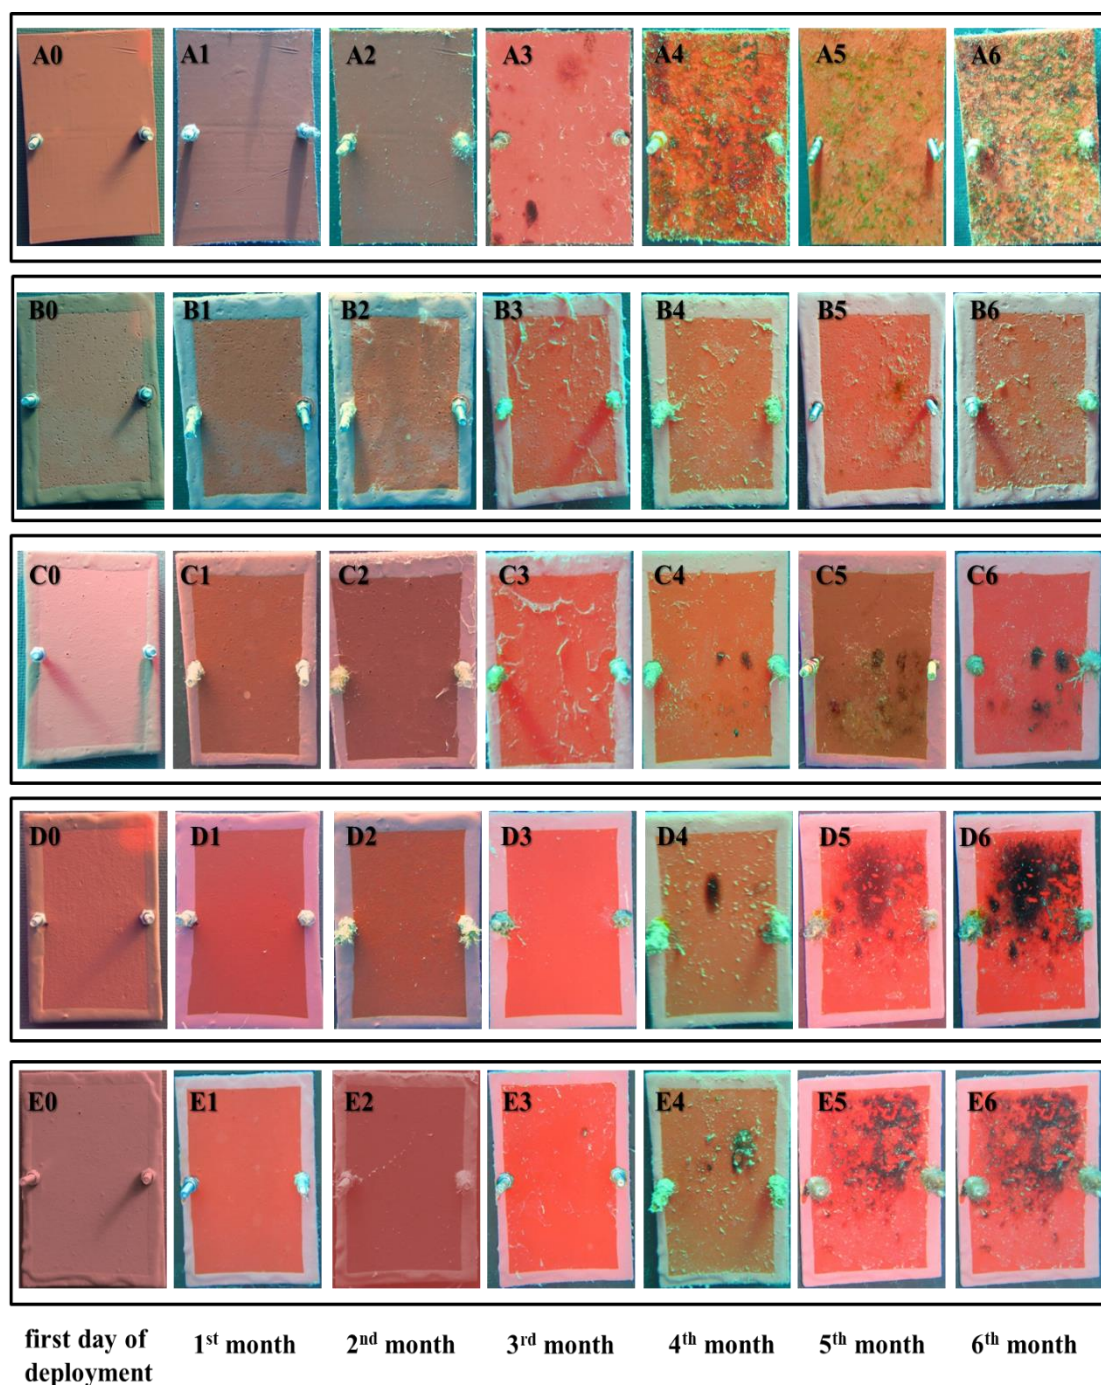 A0 A1 A2 A3 A4 A5 A6
B0 B1 B2 B3 B4 B5 B6
C0 C1 C2 C3 C4 C5 C6
D0 D1 D2 D3 D4 D5 D6
E0 E1 E2 E3 E4 E5 E6
first day of deployment 1st month 2nd month 3rd month 4th month 5th month 6th month